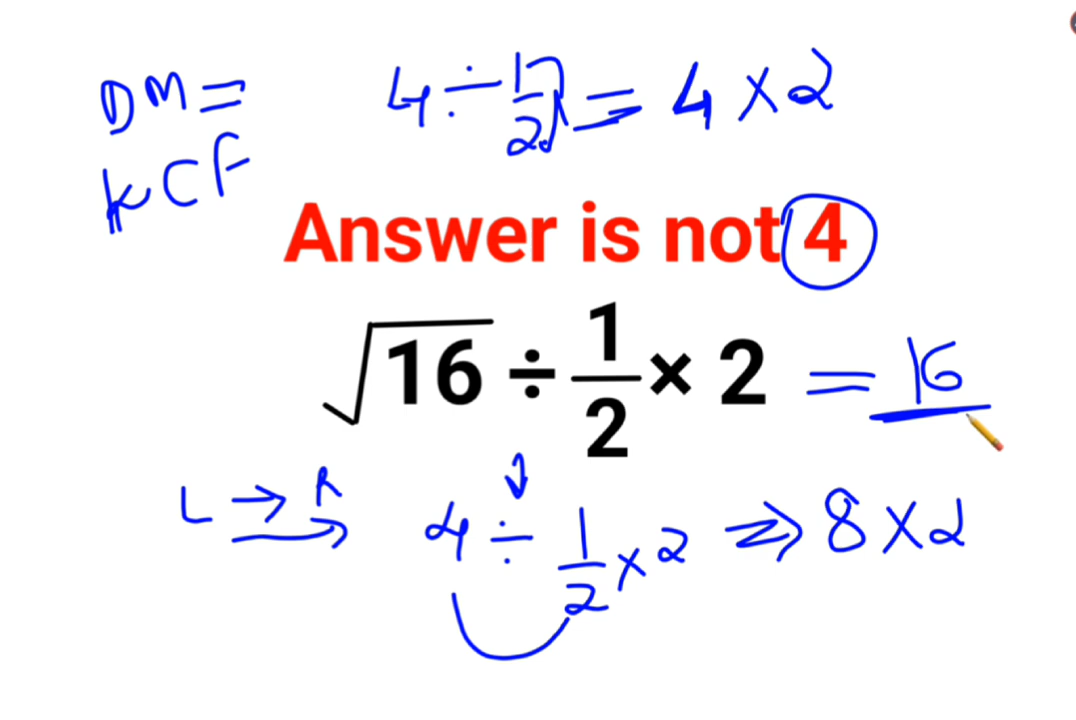 DM = 4 ÷ 1/2 = 4 × 2
KCF
Answer is not 4
√16 ÷ 1/2 × 2 = 16
L → R 4 ÷ 1/2 × 2 ⇒ 8 × 2